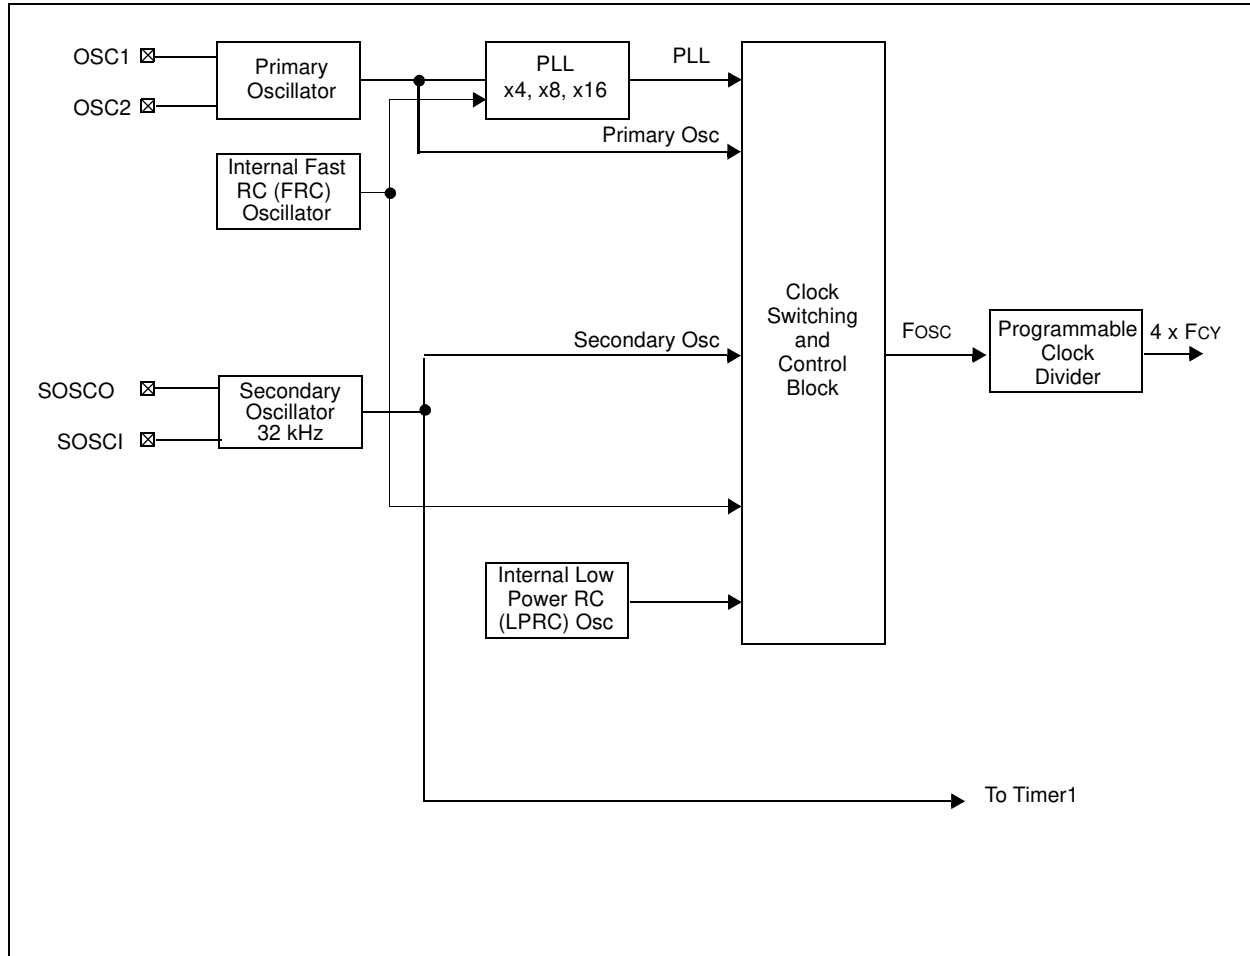 OSC1
OSC2
Primary
Oscillator
PLL
x4, x8, x16
PLL
Primary Osc
Internal Fast
RC (FRC)
Oscillator
Clock
Switching
and
Control
Block
FOSC
Programmable
Clock
Divider
4 x FCY
Secondary Osc
SOSCO
SOSCI
Secondary
Oscillator
32 kHz
Internal Low
Power RC
(LPRC) Osc
To Timer1